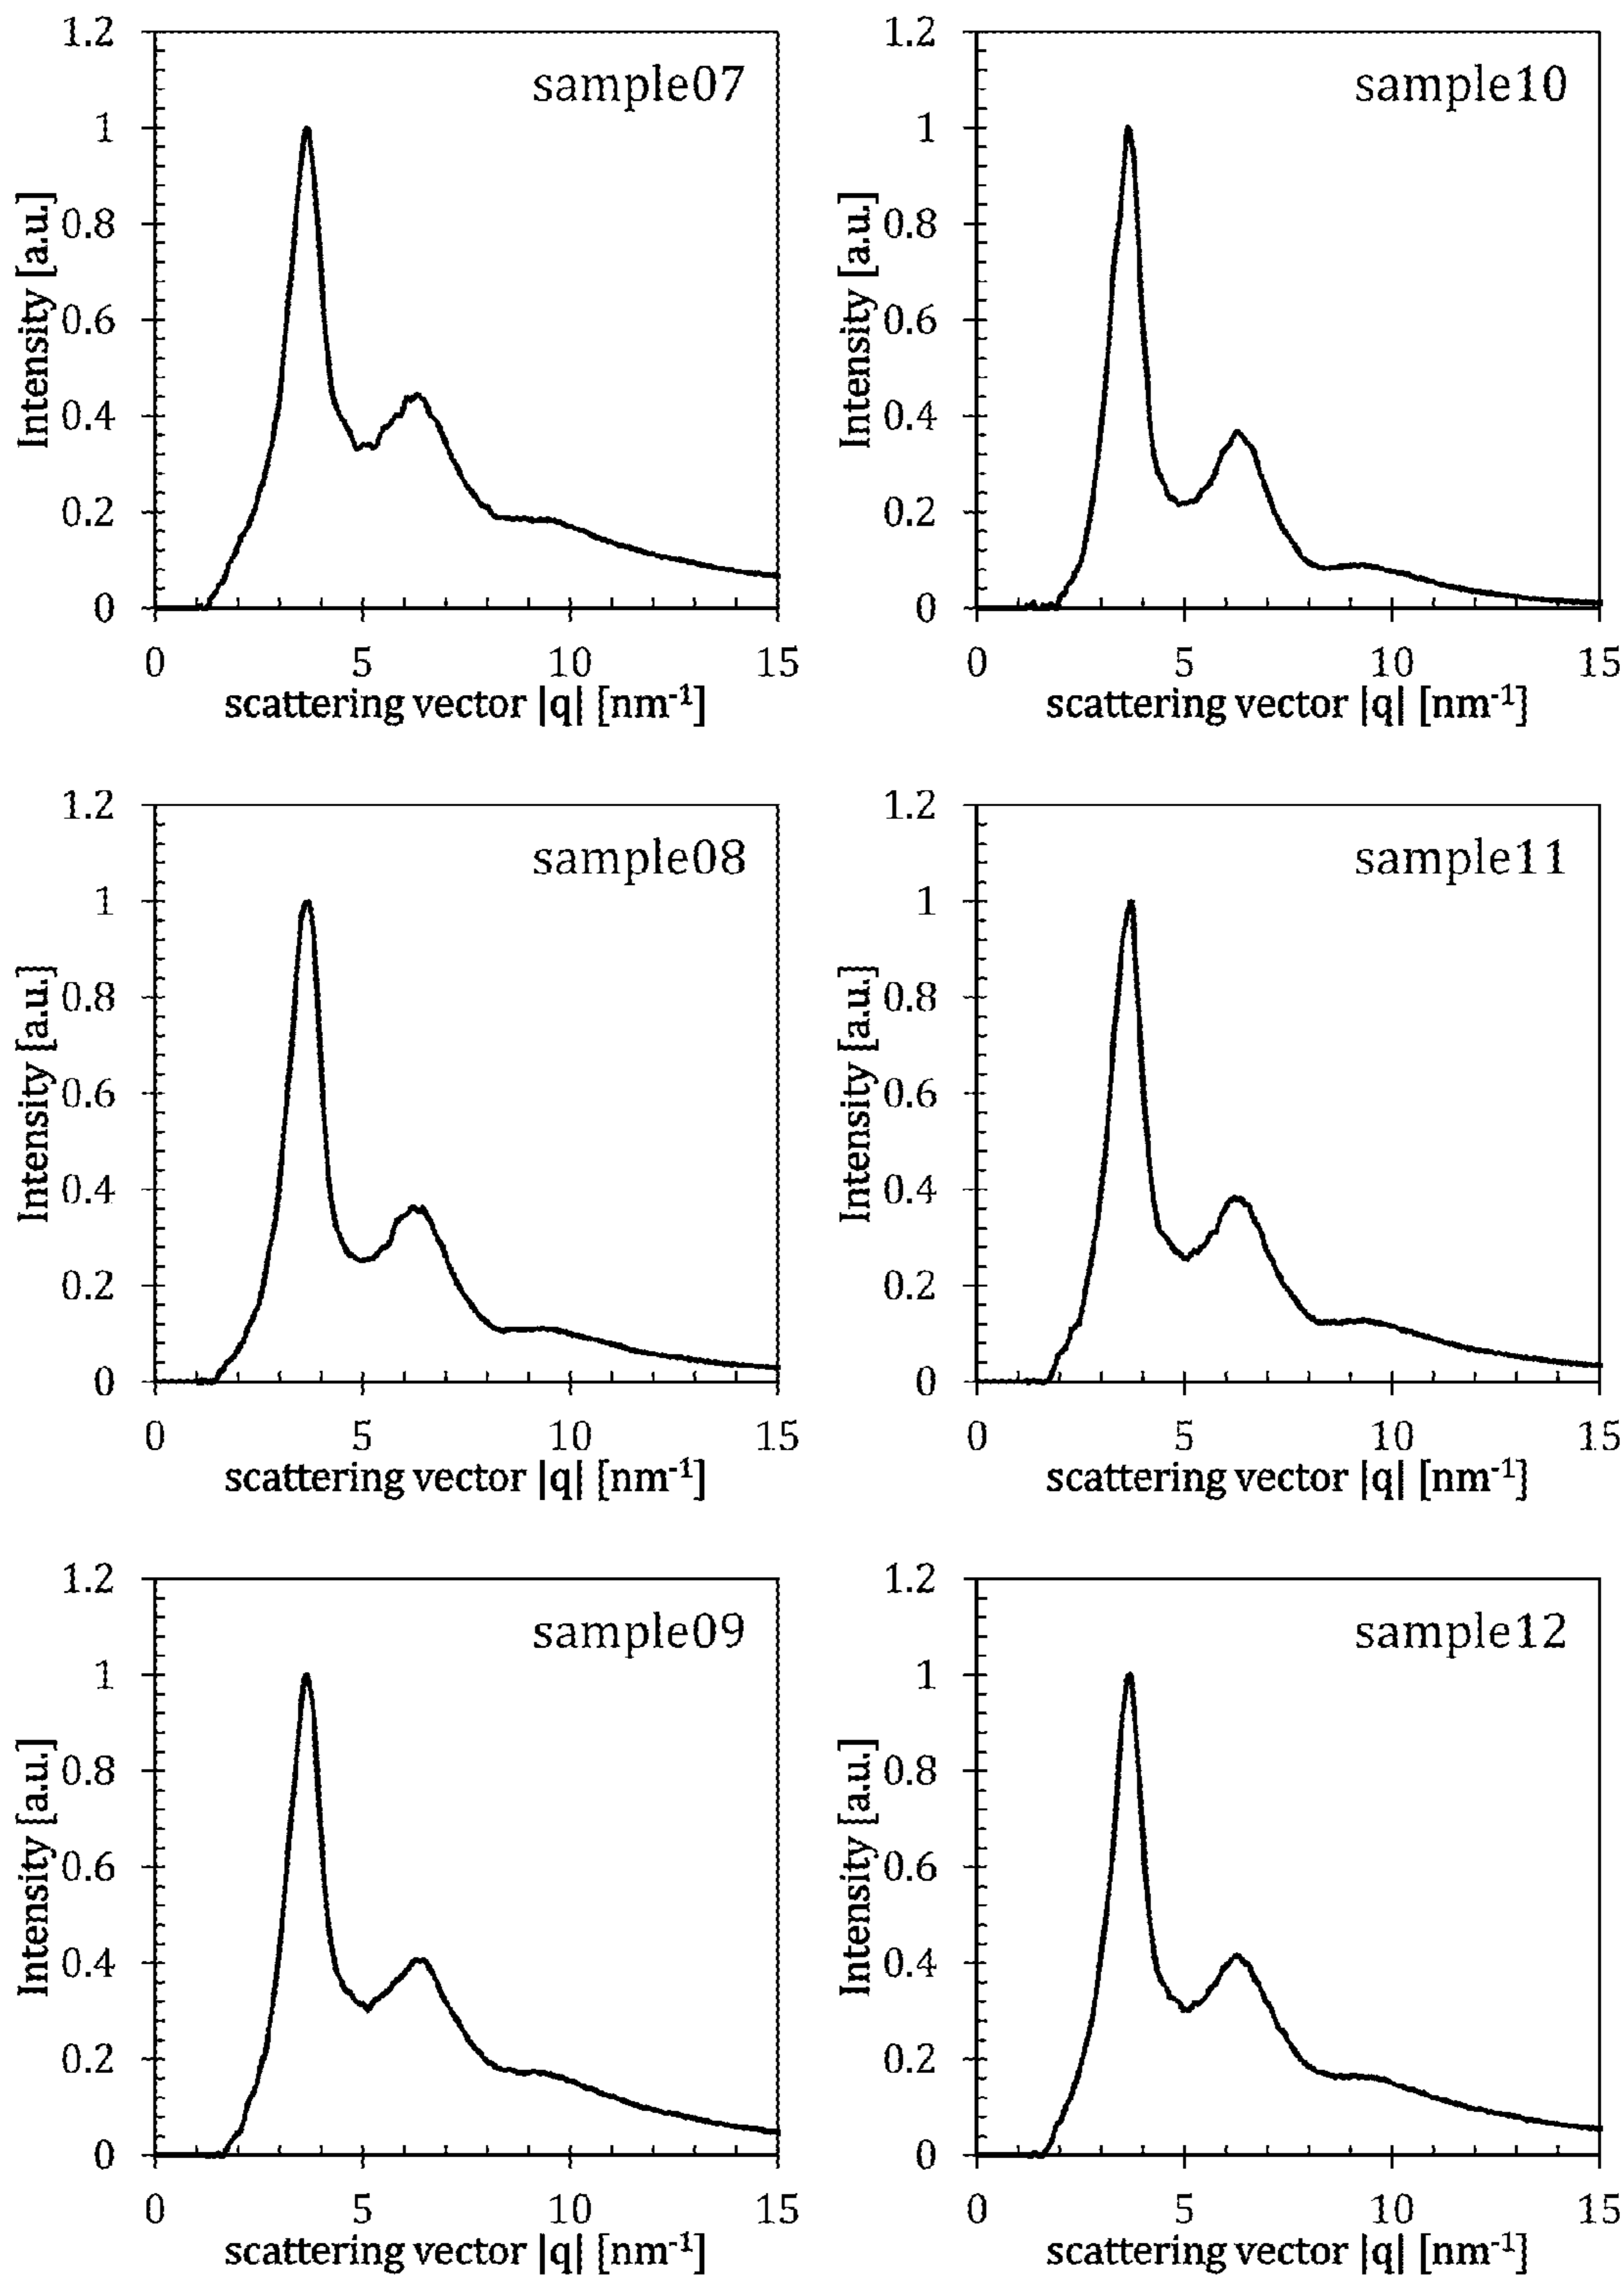 1.2
sample07
1
0.8
0.6
0.4
0.2
0
Intensity [a.u.]
0 5 10 15
scattering vector |q| [nm-1]
1.2
sample10
1
0.8
0.6
0.4
0.2
0
Intensity [a.u.]
0 5 10 15
scattering vector |q| [nm-1]
1.2
sample08
1
0.8
0.6
0.4
0.2
0
Intensity [a.u.]
0 5 10 15
scattering vector |q| [nm-1]
1.2
sample11
1
0.8
0.6
0.4
0.2
0
Intensity [a.u.]
0 5 10 15
scattering vector |q| [nm-1]
1.2
sample09
1
0.8
0.6
0.4
0.2
0
Intensity [a.u.]
0 5 10 15
scattering vector |q| [nm-1]
1.2
sample12
1
0.8
0.6
0.4
0.2
0
Intensity [a.u.]
0 5 10 15
scattering vector |q| [nm-1]